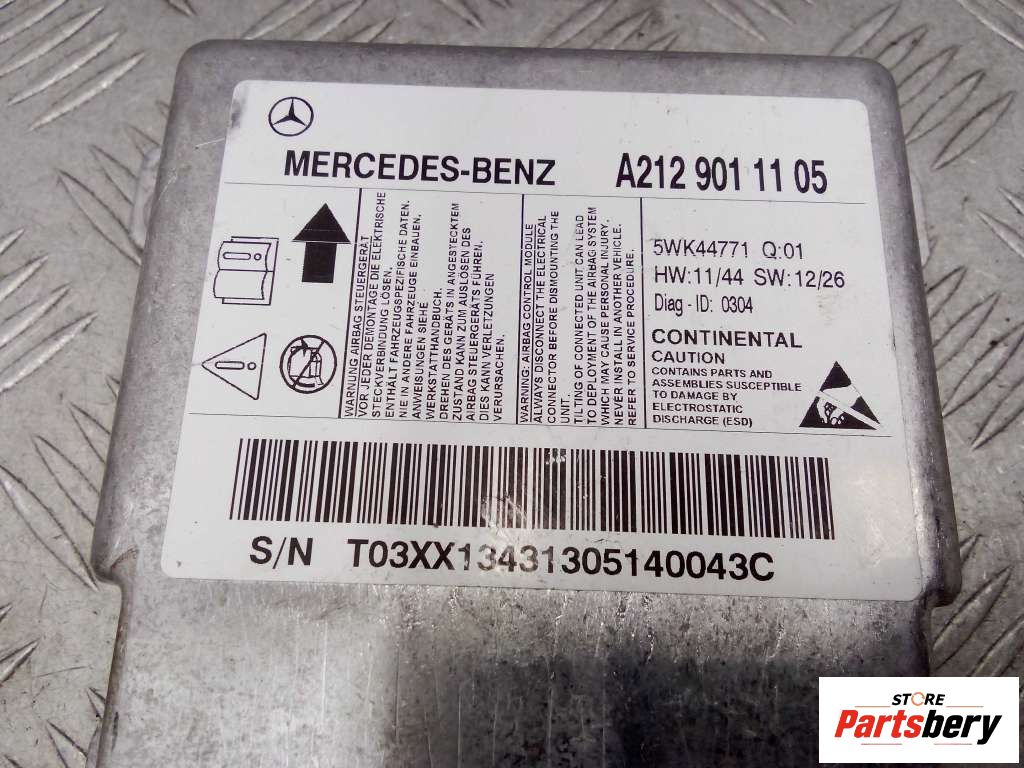 MERCEDES-BENZ A212 901 11 05
WARNUNG AIRBAG STEUERGERÄT
VOR JEDER DEMONTAGE DIE ELEKTRISCHE
STECKVERBINDUNG LÖSEN.
ENTHÄLT FAHRZEUGSPEZIFISCHE DATEN.
NIE IN ANDERE FAHRZEUGE EINBAUEN.
ANWEISUNGEN SIEHE
WERKSTATTHANDBUCH.
DREHEN DES GERÄTS IN ANGESTECKTEM
ZUSTAND KANN ZUM AUSLÖSEN DES
AIRBAG STEUERGERÄTS FÜHREN.
DIES KANN VERLETZUNGEN
VERURSACHEN.
WARNING: AIRBAG CONTROL MODULE
ALWAYS DISCONNECT THE ELECTRICAL
CONNECTOR BEFORE DISMOUNTING THE
UNIT.
TILTING OF CONNECTED UNIT CAN LEAD
TO DEPLOYMENT OF THE AIRBAG SYSTEM
WHICH MAY CAUSE PERSONAL INJURY.
NEVER INSTALL IN ANOTHER VEHICLE.
REFER TO SERVICE PROCEDURE.
5WK44771 Q:01
HW:11/44 SW:12/26
Diag - ID: 0304
CONTINENTAL
CAUTION
CONTAINS PARTS AND
ASSEMBLIES SUSCEPTIBLE
TO DAMAGE BY
ELECTROSTATIC
DISCHARGE (ESD)
S/N T03XX13431305140043C
STORE
Partsbery